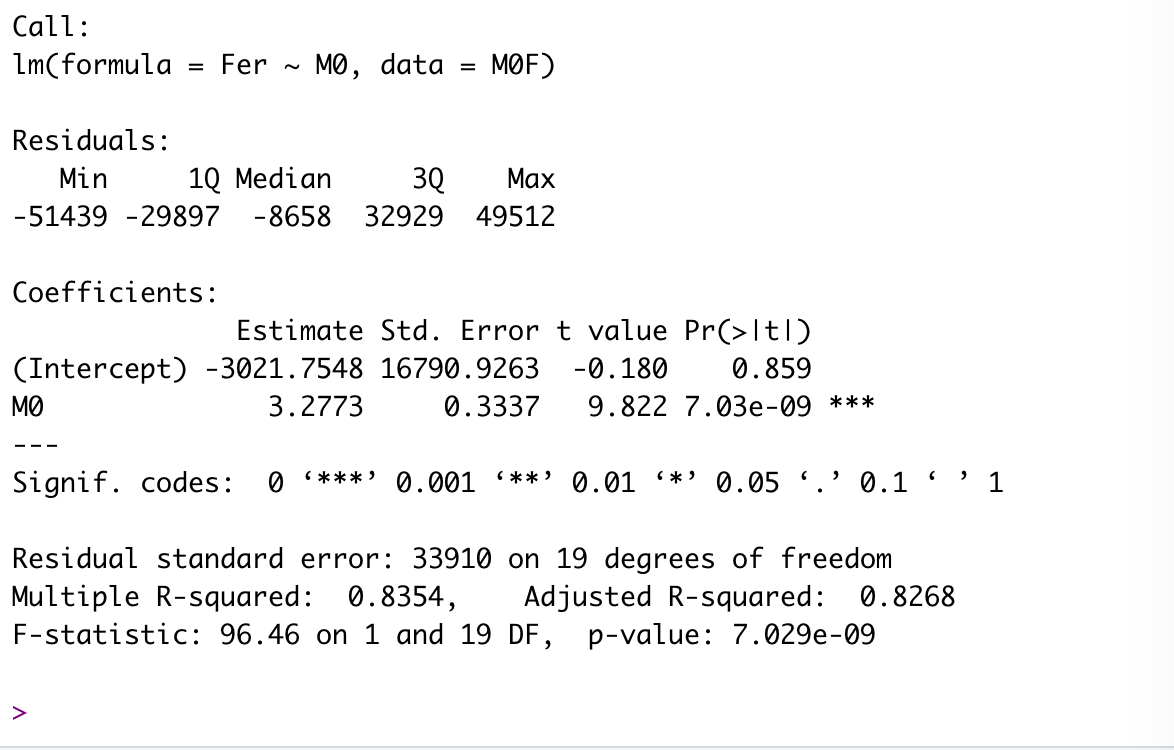 Call:
lm(formula = Fer ~ M0, data = M0F)
Residuals:
   Min     1Q Median     3Q    Max
-51439 -29897  -8658  32929  49512
Coefficients:
              Estimate Std. Error t value Pr(>|t|)
(Intercept) -3021.7548 16790.9263  -0.180    0.859
M0              3.2773     0.3337   9.822 7.03e-09 ***
---
Signif. codes:  0 ‘***’ 0.001 ‘**’ 0.01 ‘*’ 0.05 ‘.’ 0.1 ‘ ’ 1
Residual standard error: 33910 on 19 degrees of freedom
Multiple R-squared:  0.8354,    Adjusted R-squared:  0.8268
F-statistic: 96.46 on 1 and 19 DF,  p-value: 7.029e-09
>